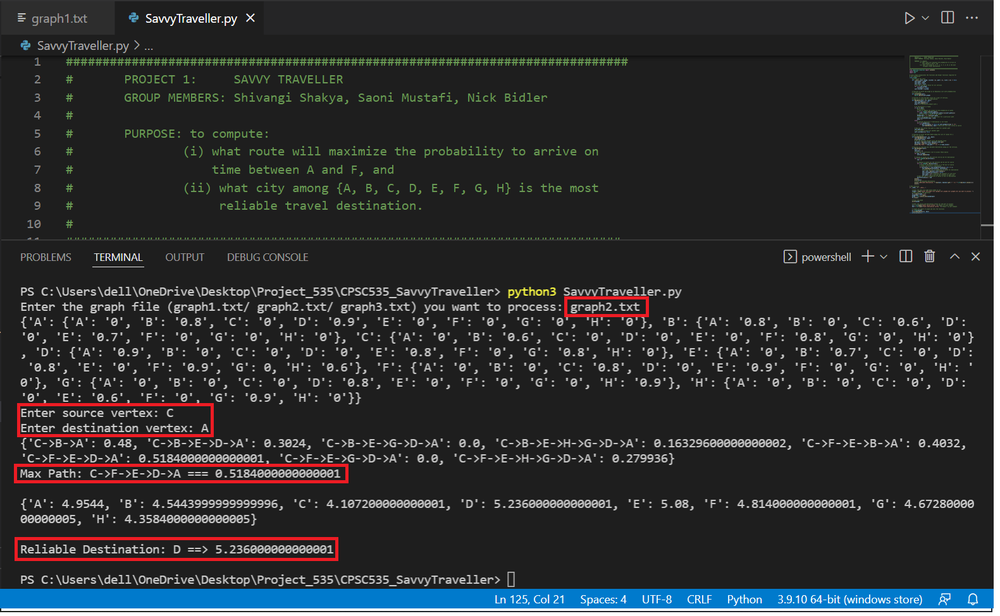 graph1.txt
SavvyTraveller.py
SavvyTraveller.py > ...
1 #############################################################################
2 # PROJECT 1: SAVVY TRAVELLER
3 # GROUP MEMBERS: Shivangi Shakya, Saoni Mustafi, Nick Bidler
4 #
5 # PURPOSE: to compute:
6 # (i) what route will maximize the probability to arrive on
7 # time between A and F, and
8 # (ii) what city among {A, B, C, D, E, F, G, H} is the most
9 # reliable travel destination.
10 #
PROBLEMS TERMINAL OUTPUT DEBUG CONSOLE powershell
PS C:\Users\dell\OneDrive\Desktop\Project_535\CPSC535_SavvyTraveller> python3 SavvyTraveller.py
Enter the graph file (graph1.txt/ graph2.txt/ graph3.txt) you want to process: graph2.txt
{'A': {'A': '0', 'B': '0.8', 'C': '0', 'D': '0.9', 'E': '0', 'F': '0', 'G': '0', 'H': '0'}, 'B': {'A': '0.8', 'B': '0', 'C': '0.6', 'D':
'0', 'E': '0.7', 'F': '0', 'G': '0', 'H': '0'}, 'C': {'A': '0', 'B': '0.6', 'C': '0', 'D': '0', 'E': '0', 'F': '0.8', 'G': '0', 'H': '0'}
, 'D': {'A': '0.9', 'B': '0', 'C': '0', 'D': '0', 'E': '0.8', 'F': '0', 'G': '0.8', 'H': '0'}, 'E': {'A': '0', 'B': '0.7', 'C': '0', 'D':
'0.8', 'E': '0', 'F': '0.9', 'G': 0, 'H': '0.6'}, 'F': {'A': '0', 'B': '0', 'C': '0.8', 'D': '0', 'E': '0.9', 'F': '0', 'G': '0', 'H': '
0'}, 'G': {'A': '0', 'B': '0', 'C': '0', 'D': '0.8', 'E': '0', 'F': '0', 'G': '0', 'H': '0.9'}, 'H': {'A': '0', 'B': '0', 'C': '0', 'D':
'0', 'E': '0.6', 'F': '0', 'G': '0.9', 'H': '0'}}
Enter source vertex: C
Enter destination vertex: A
{'C->B->A': 0.48, 'C->B->E->D->A': 0.3024, 'C->B->E->G->D->A': 0.0, 'C->B->E->H->G->D->A': 0.16329600000000002, 'C->F->E->B->A': 0.4032,
'C->F->E->D->A': 0.5184000000000001, 'C->F->E->G->D->A': 0.0, 'C->F->E->H->G->D->A': 0.279936}
Max Path: C->F->E->D->A === 0.5184000000000001
{'A': 4.9544, 'B': 4.5443999999999996, 'C': 4.107200000000001, 'D': 5.236000000000001, 'E': 5.08, 'F': 4.814000000000001, 'G': 4.67280000
00000005, 'H': 4.3584000000000005}
Reliable Destination: D ==> 5.236000000000001
PS C:\Users\dell\OneDrive\Desktop\Project_535\CPSC535_SavvyTraveller>
Ln 125, Col 21 Spaces: 4 UTF-8 CRLF Python 3.9.10 64-bit (windows store)